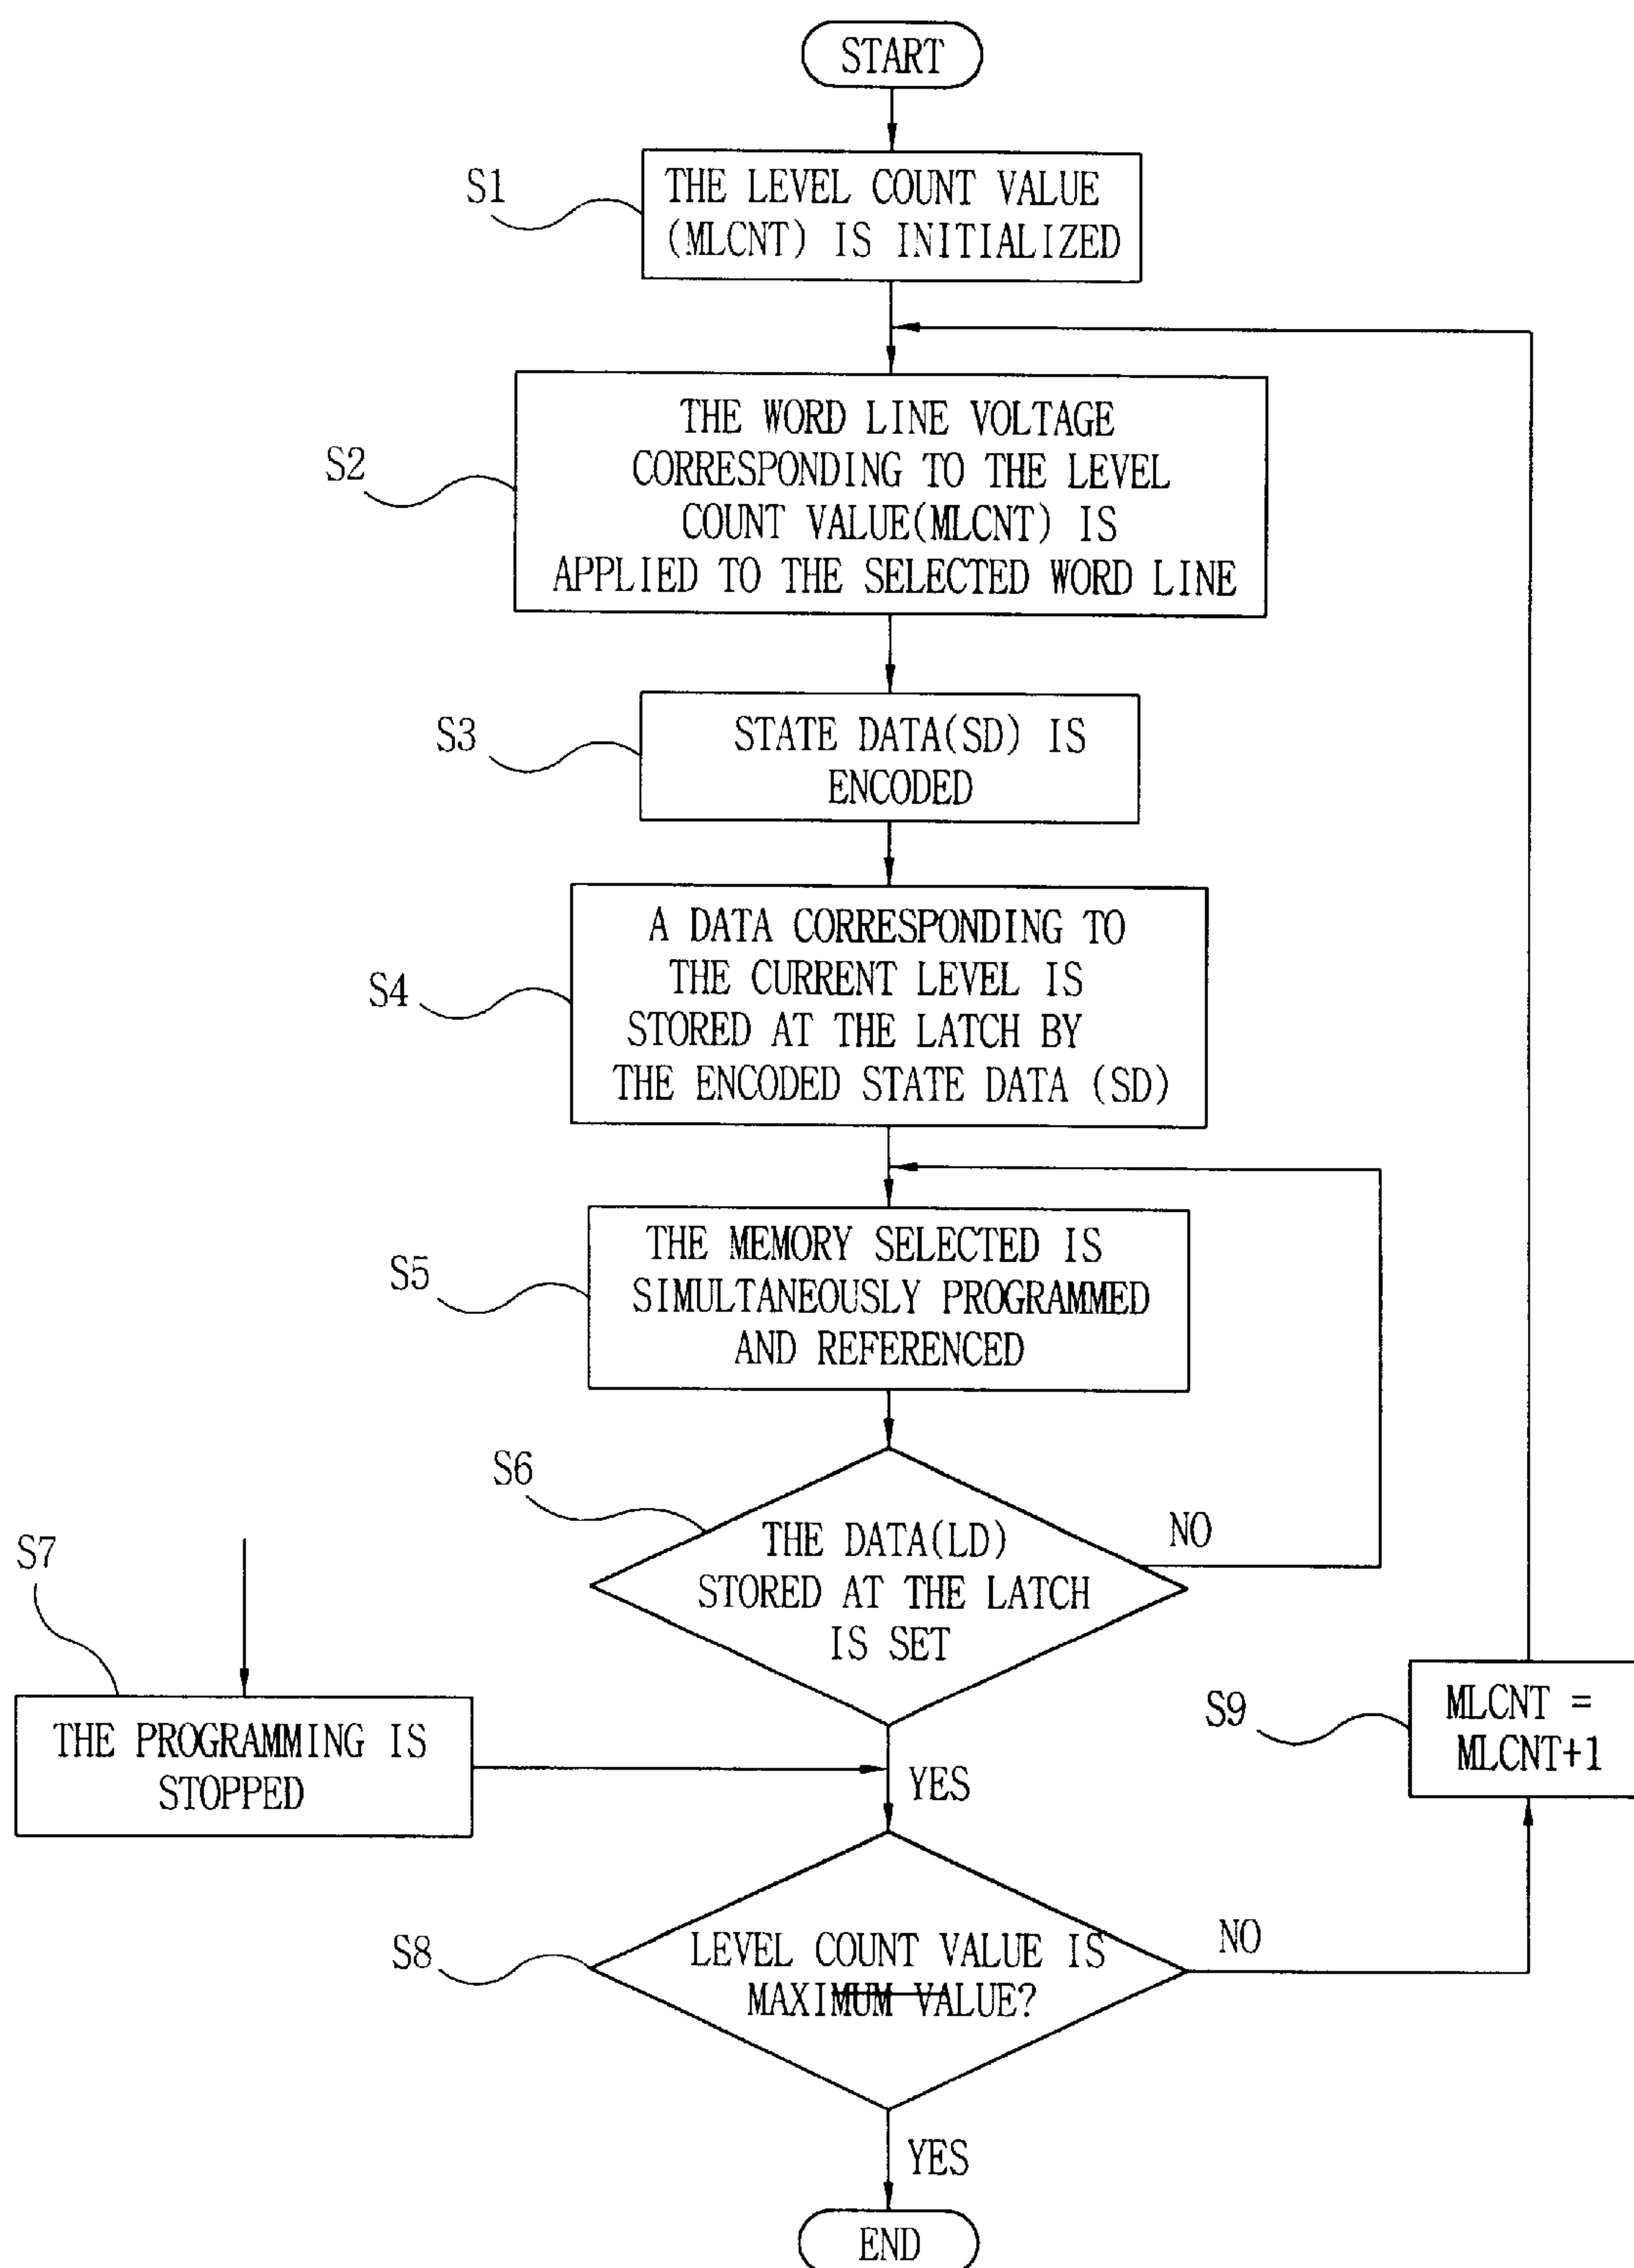 START
S1
THE LEVEL COUNT VALUE
(MLCNT) IS INITIALIZED
S2
THE WORD LINE VOLTAGE
CORRESPONDING TO THE LEVEL
COUNT VALUE(MLCNT) IS
APPLIED TO THE SELECTED WORD LINE
S3
STATE DATA(SD) IS
ENCODED
S4
A DATA CORRESPONDING TO
THE CURRENT LEVEL IS
STORED AT THE LATCH BY
THE ENCODED STATE DATA (SD)
S5
THE MEMORY SELECTED IS
SIMULTANEOUSLY PROGRAMMED
AND REFERENCED
S6
THE DATA(LD)
STORED AT THE LATCH
IS SET
NO
S7
THE PROGRAMMING IS
STOPPED
YES
S9
MLCNT =
MLCNT+1
S8
LEVEL COUNT VALUE IS
MAXIMUM VALUE?
NO
YES
END